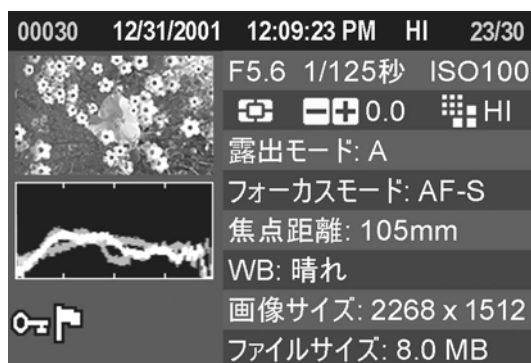 00030 12/31/2001 12:09:23 PM HI 23/30
F5.6 1/125秒 ISO100
0.0 HI
露出モード: A
フォーカスモード: AF-S
焦点距離: 105mm
WB: 晴れ
画像サイズ: 2268 x 1512
ファイルサイズ: 8.0 MB